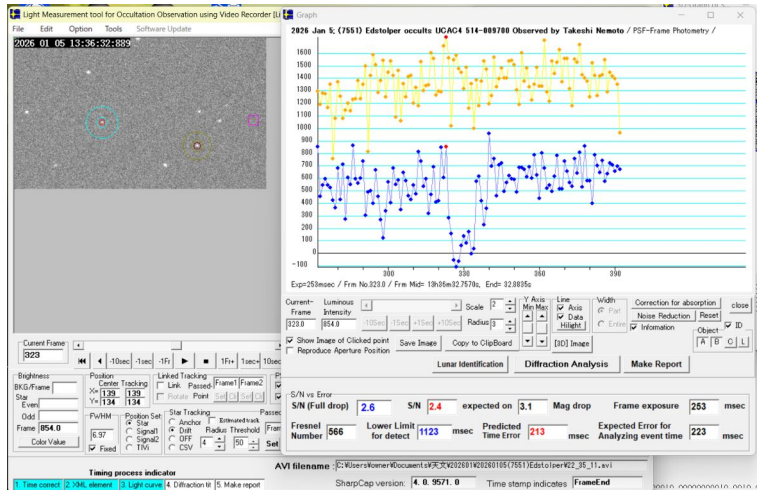 Light Measurement tool for Occultation Observation using Video Recorder [Li
File Edit Option Tools Software Update
2026 01 05 13:36:32:889
Graph
2026 Jan 5; (7551) Edstolper occults UCAC4 514-009700 Observed by Takeshi Nemoto / PSF-Frame Photometry /
1600
1500
1400
1300
1200
1100
1000
900
800
700
600
500
400
300
200
100
0
-100
300 330 360 390
Exp=253msec / Frm No.323.0 / Frm Mid= 13h36m32.7570s, End= 32.8835s
Current-Frame
323.0
Luminous Intensity
854.0
-10Sec -1Sec +1Sec +10Sec
Scale 2
Radius 3
Y Axis Min Max
Line
Axis
Data
Hilight
Width
Part
Entire
Correction for absorption
close
Noise Reduction Reset
Information
ID
Object
A B C L
Show Image of Clicked point
Reproduce Aperture Position
Save Image
Copy to ClipBoard
[3D] Image
Lunar Identification
Diffraction Analysis
Make Report
S/N vs Error
S/N (Full drop) 2.6 S/N 2.4 expected on 3.1 Mag drop Frame exposure 253 msec
Fresnel Number 566 Lower Limit for detect 1123 msec Predicted Time Error 213 msec Expected Error for Analyzing event time 223 msec
Current Frame
323
-10sec -1sec -1Fr 1Fr+ 1sec+ 10sec
Brightness
BKG/Frame
Star
Even
Odd
Frame 854.0
Color Value
Position
Center Tracking
X= 139 139
Y= 134 134
Linked Tracking
Link Passed- Frame1 Frame2
Rotate Point Set Clr Set Cl
FWHM
6.97
Fixed
Position Set
Star
Signal1
Signal2
TIVi
Star Tracking
Anchor
Drift
OFF
CSV
Estimated track
Radius 4
Threshold 50
Passed
Fram
Set
Timing process indicator
1. Time correct 2. XML element 3. Light curve 4. Diffraction tit 5. Make report
AVI filename : C:¥Users¥owner¥Documents¥天文¥202601¥20260105(7551)Edstolper¥22_35_11.avi
SharpCap version: 4. 0. 9571. 0 Time stamp indicates FrameEnd